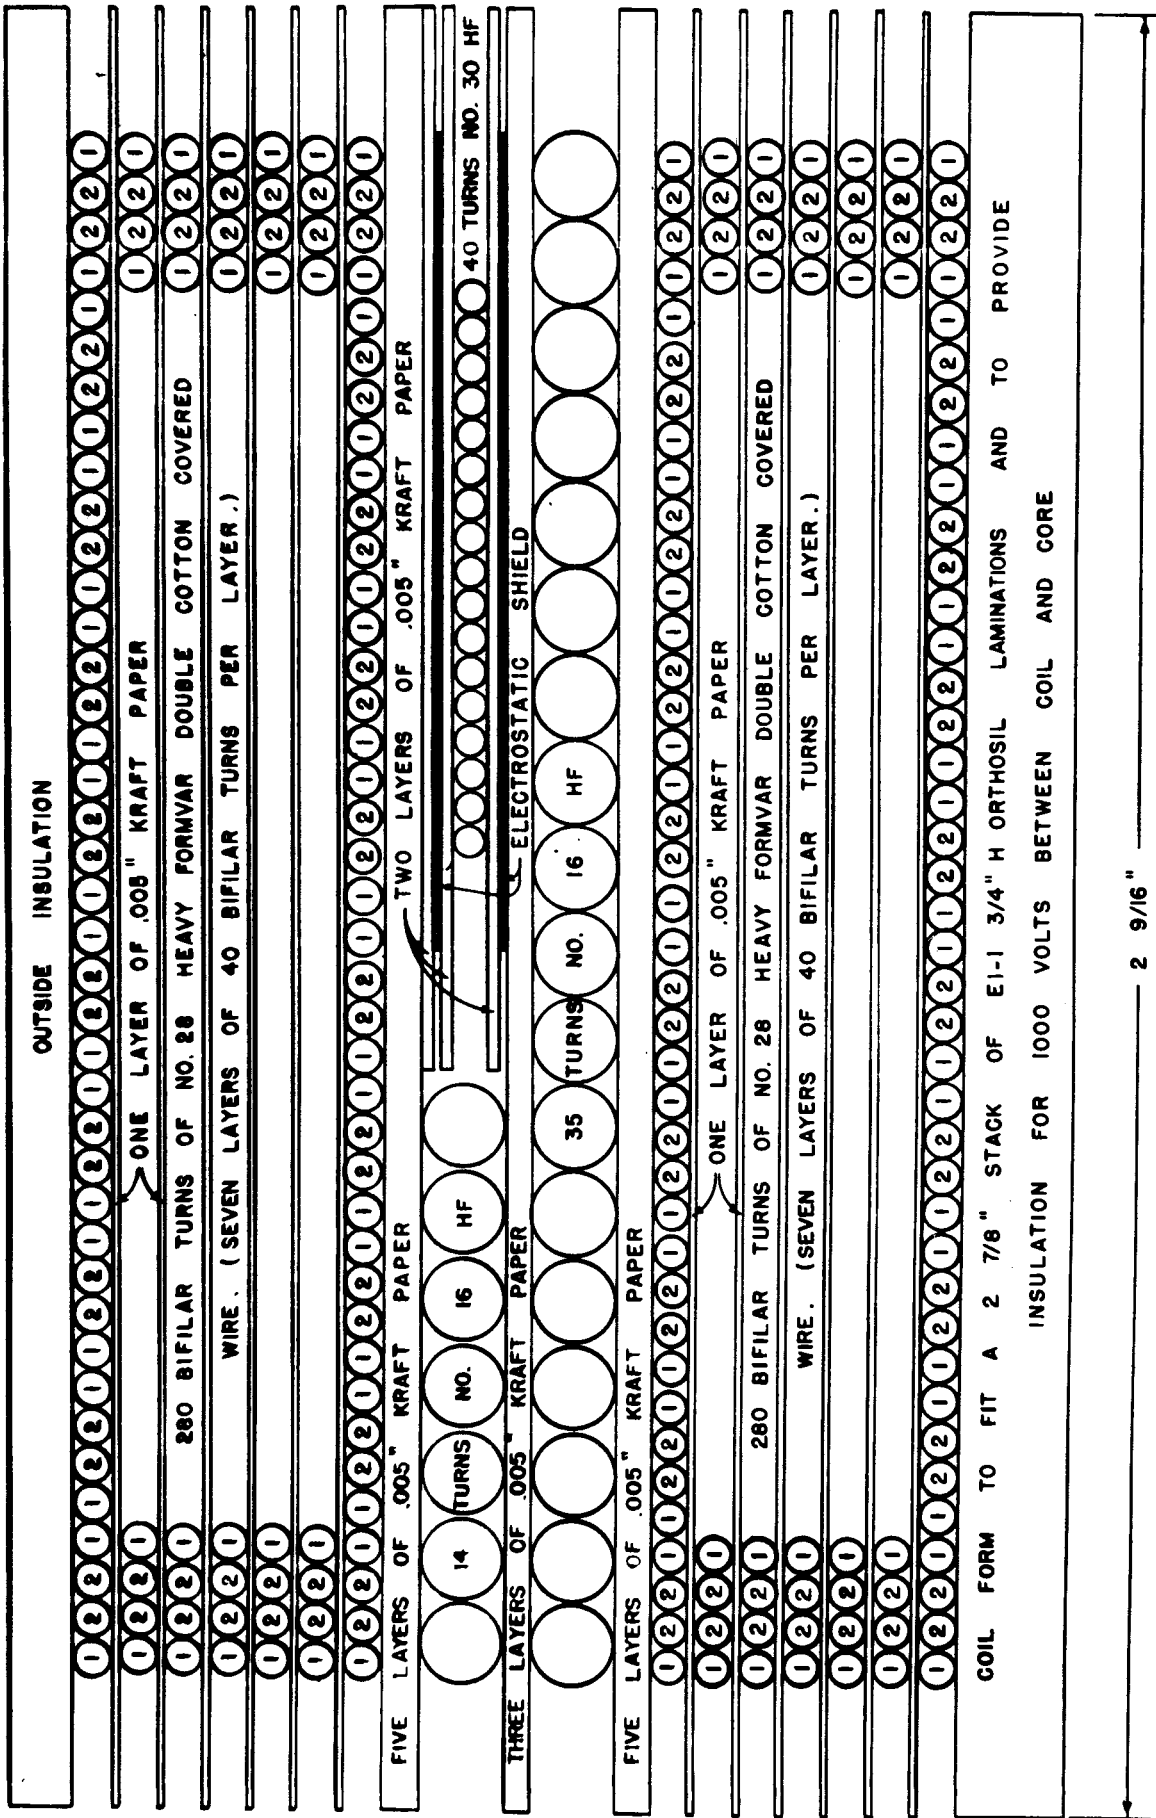 OUTSIDE INSULATION
ONE LAYER OF .005" KRAFT PAPER
280 BIFILAR TURNS OF NO. 28 HEAVY FORMVAR DOUBLE COTTON COVERED
WIRE. (SEVEN LAYERS OF 40 BIFILAR TURNS PER LAYER.)
FIVE LAYERS OF .005" KRAFT PAPER
TWO LAYERS OF .005" KRAFT PAPER
14 TURNS NO. 16 HF
40 TURNS NO. 30 HF
ELECTROSTATIC SHIELD
THREE LAYERS OF .005" KRAFT PAPER
35 TURNS NO. 16 HF
FIVE LAYERS OF .005" KRAFT PAPER
ONE LAYER OF .005" KRAFT PAPER
280 BIFILAR TURNS OF NO. 28 HEAVY FORMVAR DOUBLE COTTON COVERED
WIRE. (SEVEN LAYERS OF 40 BIFILAR TURNS PER LAYER.)
COIL FORM TO FIT A 2 7/8" STACK OF EI-I 3/4" H ORTHOSIL LAMINATIONS AND TO PROVIDE
INSULATION FOR 1000 VOLTS BETWEEN COIL AND CORE
2 9/16"